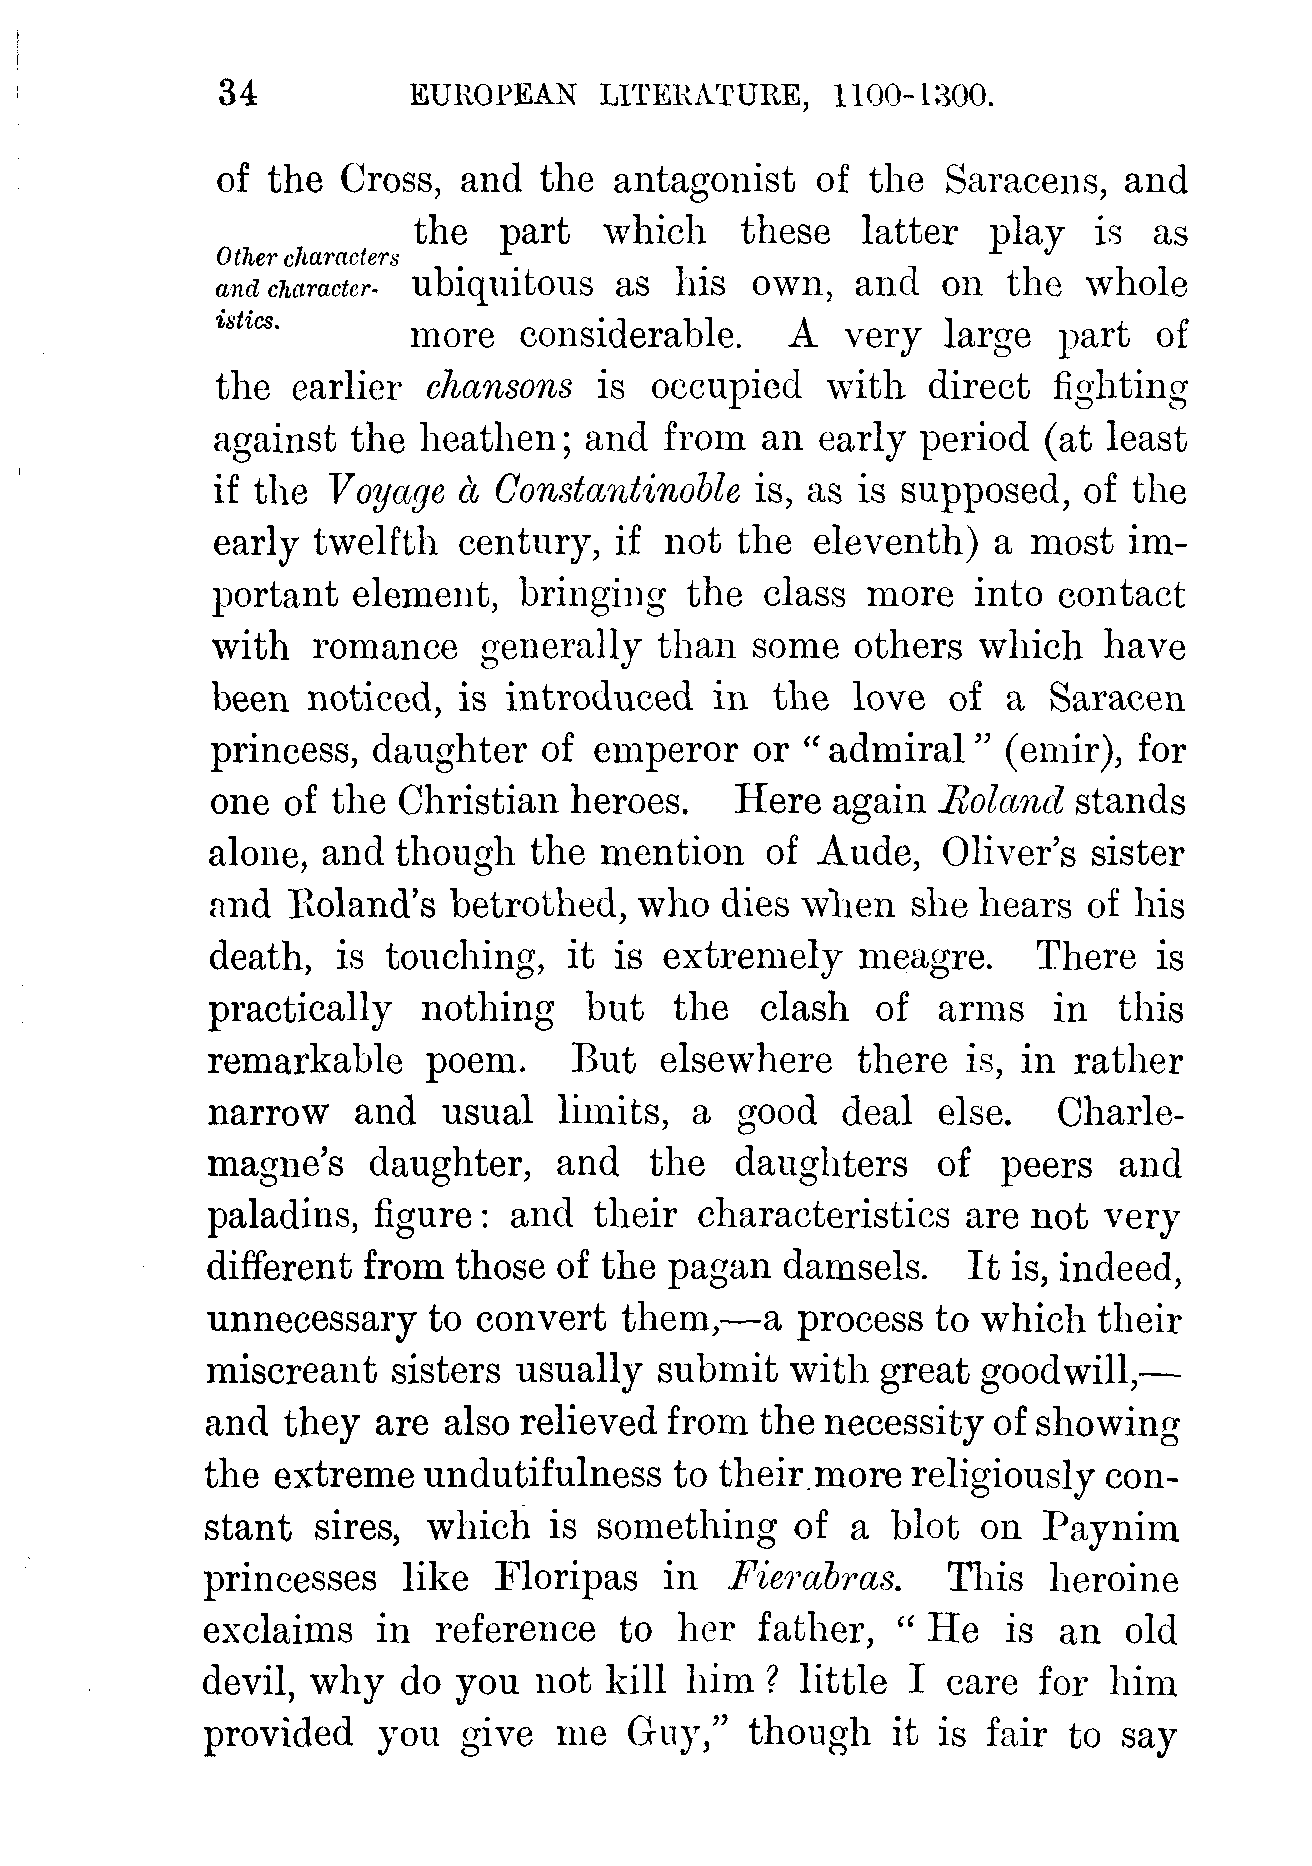 34 EUROPEAN LITERATURE, 1100-1300.
of the Cross, and the antagonist of the Saracens, and
the part which these latter play is as
Other characters
and character- ubiquitous as his own, and on the whole
istics.
more considerable. A very large part of
the earlier chansons is occupied with direct fighting
against the heathen; and from an early period (at least
if the Voyage à Constantinoble is, as is supposed, of the
early twelfth century, if not the eleventh) a most im-
portant element, bringing the class more into contact
with romance generally than some others which have
been noticed, is introduced in the love of a Saracen
princess, daughter of emperor or “admiral” (emir), for
one of the Christian heroes. Here again Roland stands
alone, and though the mention of Aude, Oliver's sister
and Roland's betrothed, who dies when she hears of his
death, is touching, it is extremely meagre. There is
practically nothing but the clash of arms in this
remarkable poem. But elsewhere there is, in rather
narrow and usual limits, a good deal else. Charle-
magne's daughter, and the daughters of peers and
paladins, figure: and their characteristics are not very
different from those of the pagan damsels. It is, indeed,
unnecessary to convert them,—a process to which their
miscreant sisters usually submit with great goodwill,—
and they are also relieved from the necessity of showing
the extreme undutifulness to their more religiously con-
stant sires, which is something of a blot on Paynim
princesses like Floripas in Fierabras. This heroine
exclaims in reference to her father, “He is an old
devil, why do you not kill him? little I care for him
provided you give me Guy,” though it is fair to say